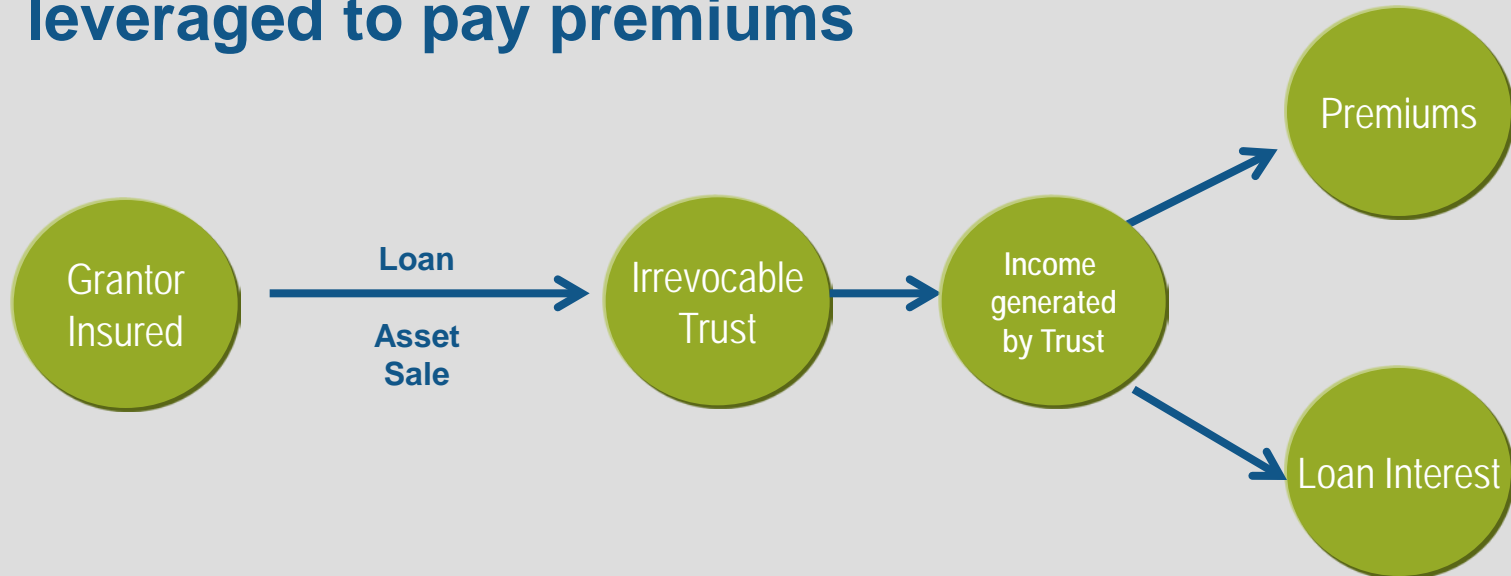 leveraged to pay premiums
Premiums
Grantor
Insured
Loan
Asset
Sale
Irrevocable
Trust
Income
generated
by Trust
Loan Interest